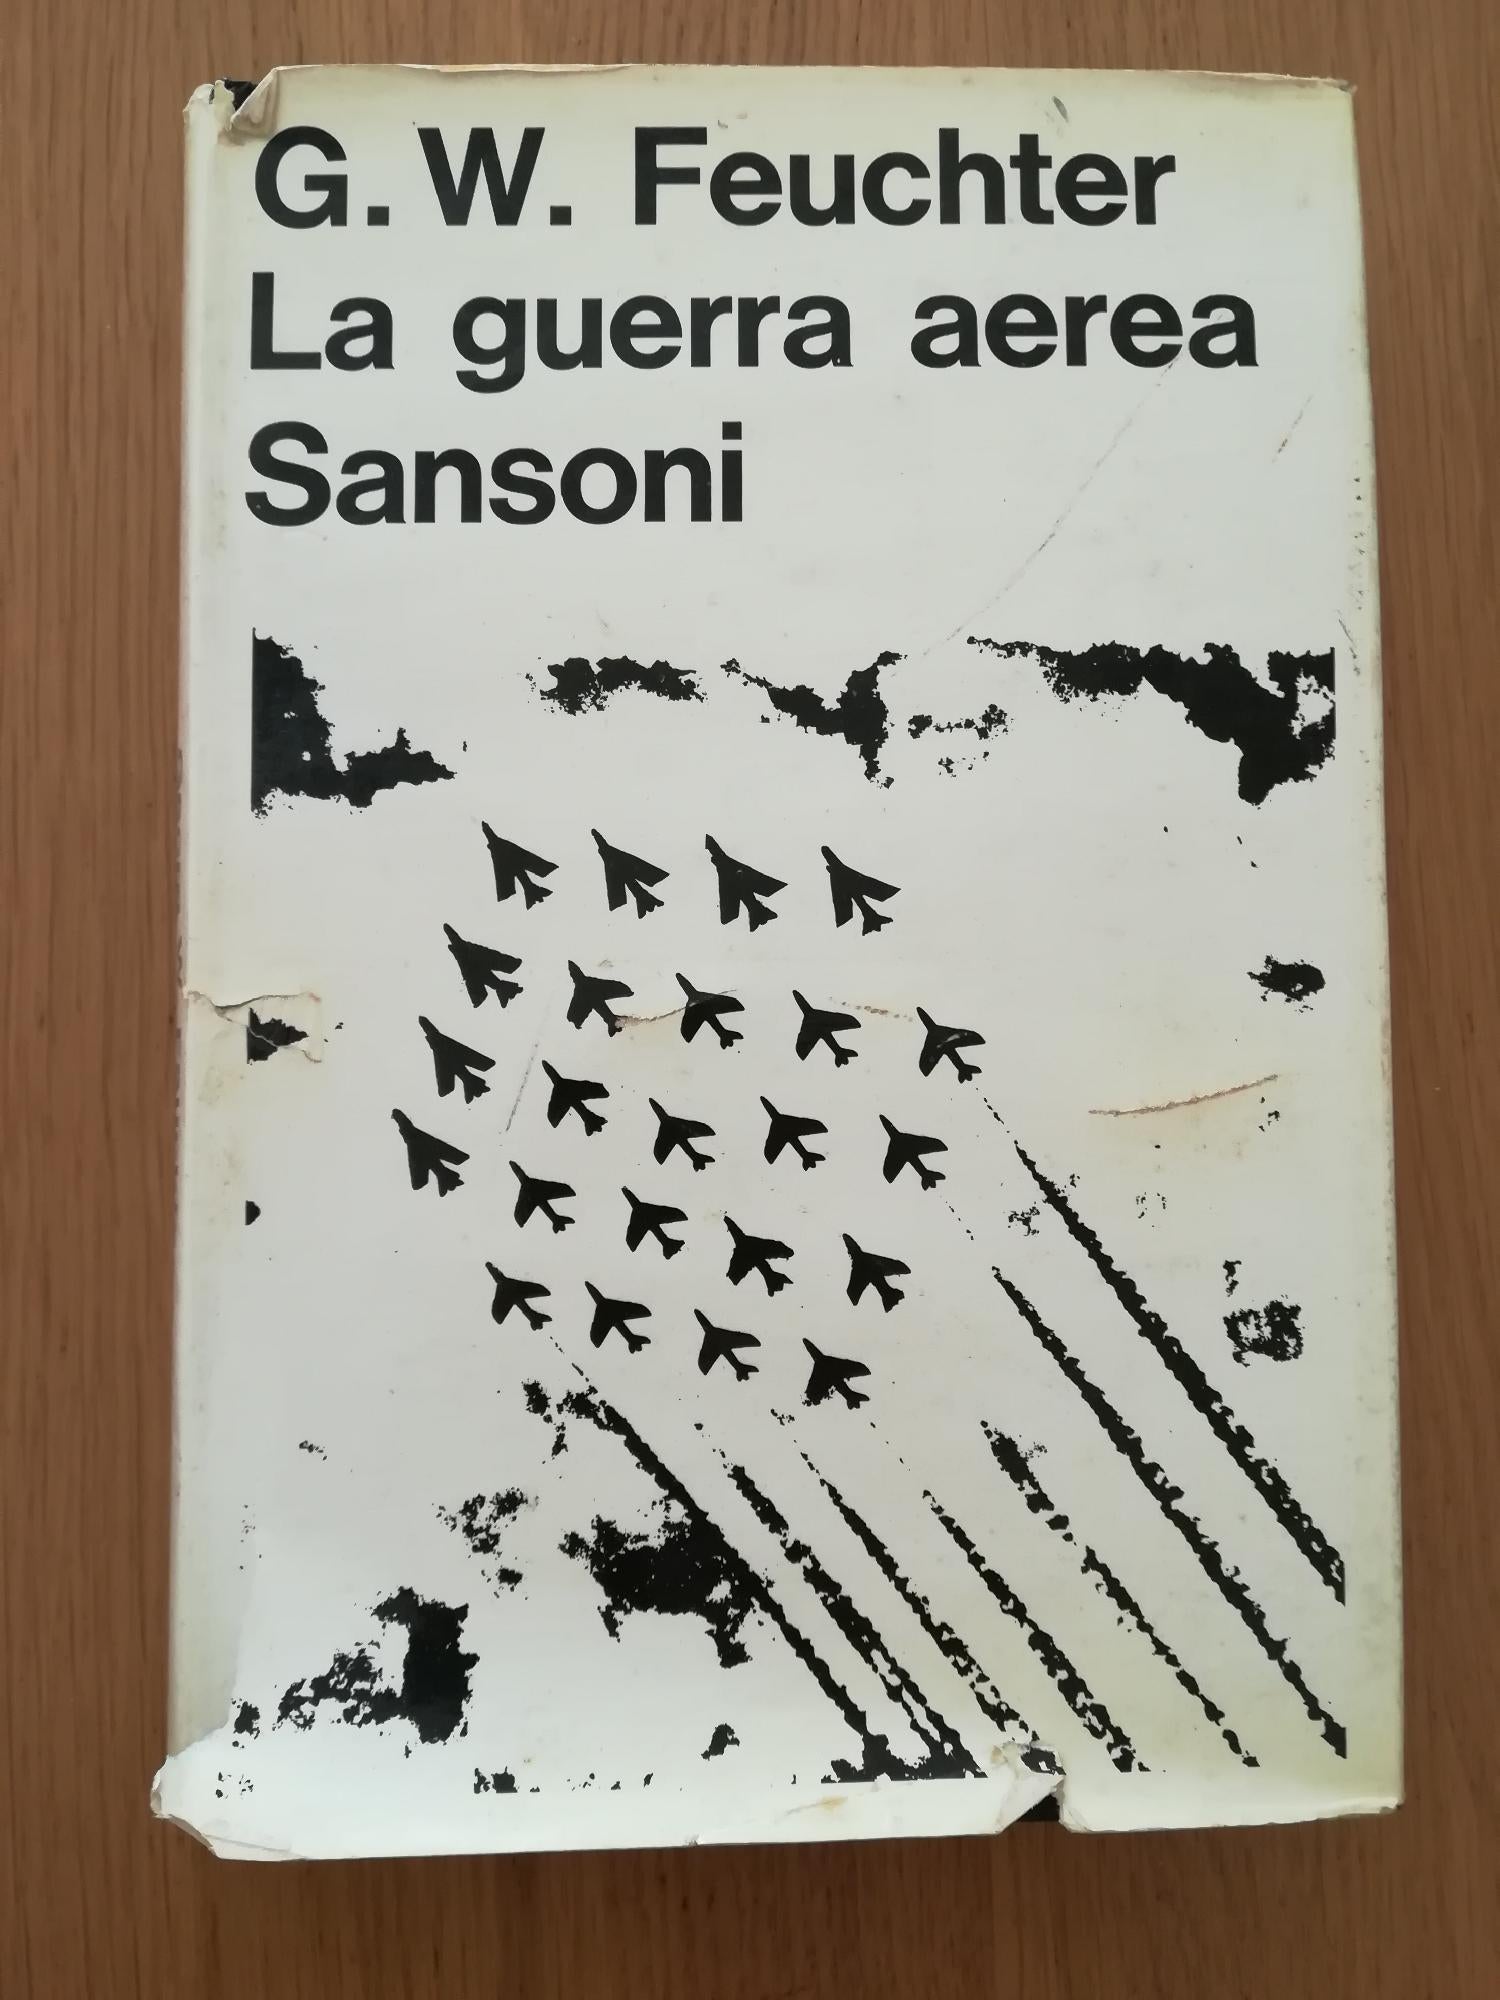 G. W. Feuchter
La guerra aerea
Sansoni